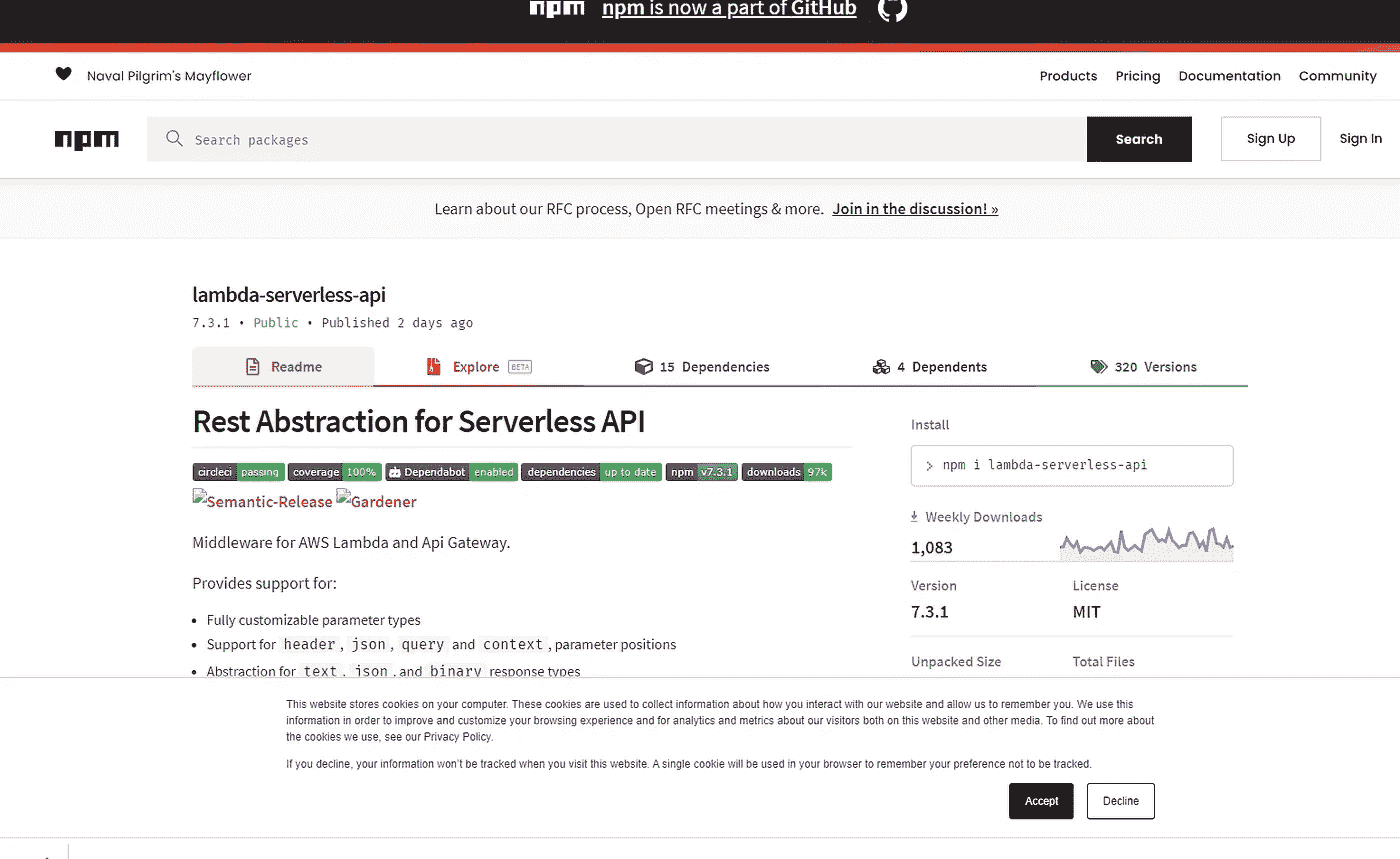 npm npm is now a part of GitHub
Naval Pilgrim's Mayflower
Products Pricing Documentation Community
npm Search packages Search Sign Up Sign In
Learn about our RFC process, Open RFC meetings & more. Join in the discussion! »
lambda-serverless-api
7.3.1 • Public • Published 2 days ago
Readme Explore BETA 15 Dependencies 4 Dependents 320 Versions
Rest Abstraction for Serverless API
circleci passing coverage 100% Dependabot enabled dependencies up to date npm v7.3.1 downloads 97k
Semantic-Release Gardener
Middleware for AWS Lambda and Api Gateway.
Provides support for:
• Fully customizable parameter types
• Support for header, json, query and context, parameter positions
• Abstraction for text, json, and binary response types
Install
> npm i lambda-serverless-api
Weekly Downloads
1,083
Version License
7.3.1 MIT
Unpacked Size Total Files
This website stores cookies on your computer. These cookies are used to collect information about how you interact with our website and allow us to remember you. We use this
information in order to improve and customize your browsing experience and for analytics and metrics about our visitors both on this website and other media. To find out more about
the cookies we use, see our Privacy Policy.
If you decline, your information won't be tracked when you visit this website. A single cookie will be used in your browser to remember your preference not to be tracked.
Accept Decline